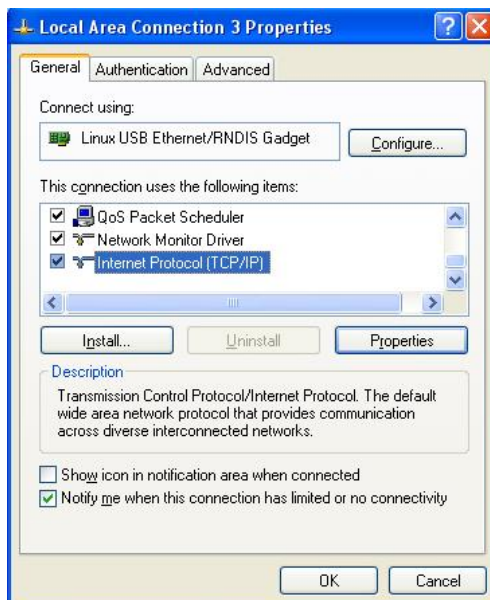 Local Area Connection 3 Properties
General Authentication Advanced
Connect using:
Linux USB Ethernet/RNDIS Gadget
Configure...
This connection uses the following items:
QoS Packet Scheduler
Network Monitor Driver
Internet Protocol (TCP/IP)
Install... Uninstall Properties
Description
Transmission Control Protocol/Internet Protocol. The default
wide area network protocol that provides communication
across diverse interconnected networks.
Show icon in notification area when connected
Notify me when this connection has limited or no connectivity
OK Cancel